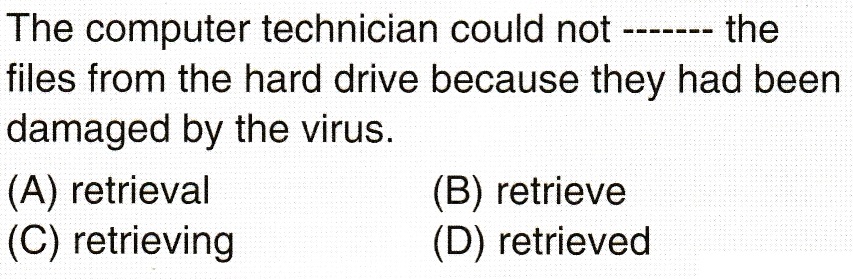 The computer technician could not ------- the
files from the hard drive because they had been
damaged by the virus.
(A) retrieval (B) retrieve
(C) retrieving (D) retrieved